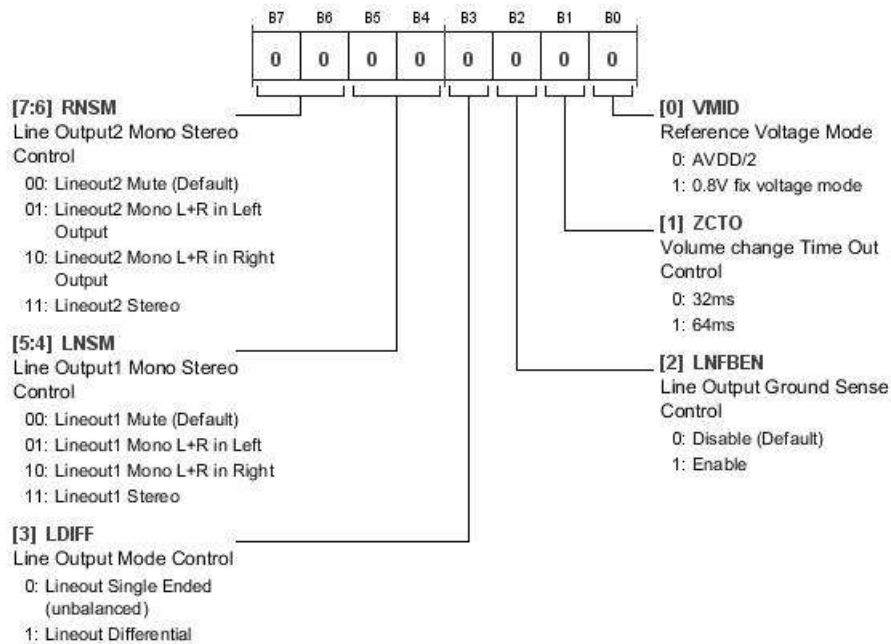 B7 B6 B5 B4 B3 B2 B1 B0
0 0 0 0 0 0 0 0
[7:6] RNSM
Line Output2 Mono Stereo
Control
00: Lineout2 Mute (Default)
01: Lineout2 Mono L+R in Left
Output
10: Lineout2 Mono L+R in Right
Output
11: Lineout2 Stereo
[5:4] LNSM
Line Output1 Mono Stereo
Control
00: Lineout1 Mute (Default)
01: Lineout1 Mono L+R in Left
10: Lineout1 Mono L+R in Right
11: Lineout1 Stereo
[3] LDIFF
Line Output Mode Control
0: Lineout Single Ended
(unbalanced)
1: Lineout Differential
[0] VMID
Reference Voltage Mode
0: AVDD/2
1: 0.8V fix voltage mode
[1] ZCTO
Volume change Time Out
Control
0: 32ms
1: 64ms
[2] LNFBEN
Line Output Ground Sense
Control
0: Disable (Default)
1: Enable